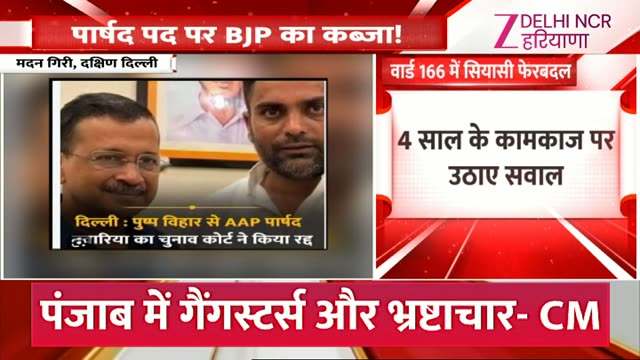 पार्षद पद पर BJP का कब्जा!
Z DELHI NCR
हरियाणा
मदन गिरी, दक्षिण दिल्ली
वार्ड 166 में सियासी फेरबदल
4 साल के कामकाज पर
उठाए सवाल
दिल्ली : पुष्प विहार से AAP पार्षद
का चुनाव कोर्ट ने किया रद्द
पंजाब में गैंगस्टर्स और भ्रष्टाचार- CM